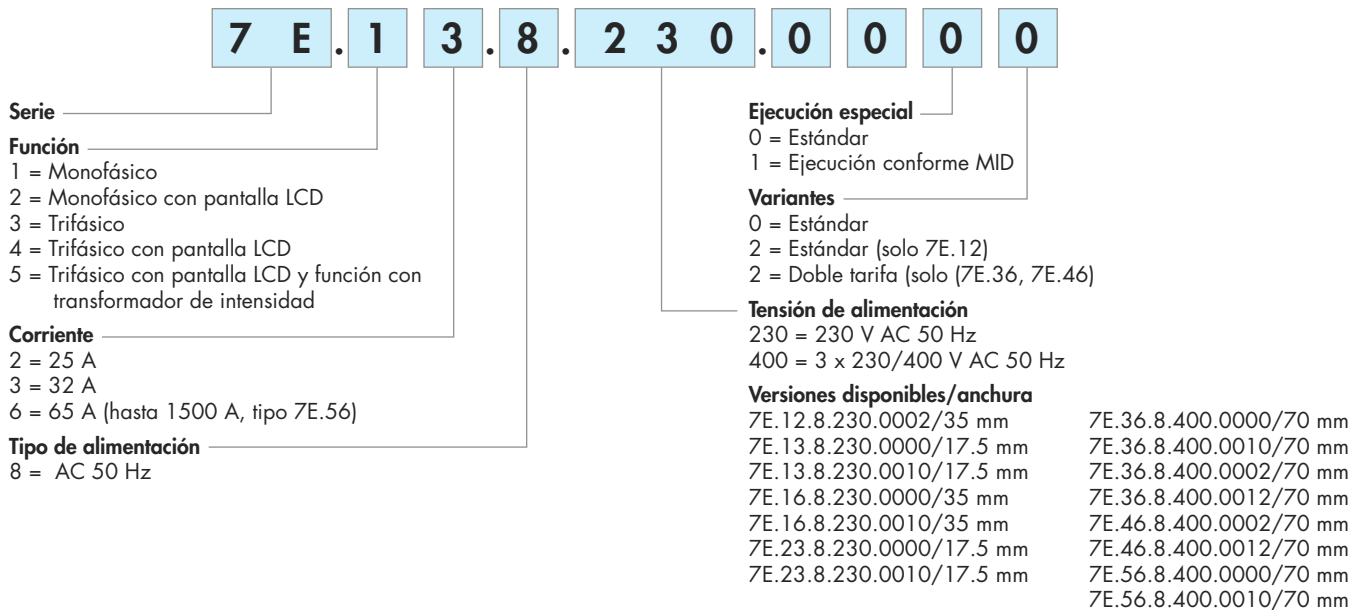 7 E . 1 3 . 8 . 2 3 0 . 0 0 0 0
Serie
Función
1 = Monofásico
2 = Monofásico con pantalla LCD
3 = Trifásico
4 = Trifásico con pantalla LCD
5 = Trifásico con pantalla LCD y función con
transformador de intensidad
Corriente
2 = 25 A
3 = 32 A
6 = 65 A (hasta 1500 A, tipo 7E.56)
Tipo de alimentación
8 = AC 50 Hz
Ejecución especial
0 = Estándar
1 = Ejecución conforme MID
Variantes
0 = Estándar
2 = Estándar (solo 7E.12)
2 = Doble tarifa (solo (7E.36, 7E.46)
Tensión de alimentación
230 = 230 V AC 50 Hz
400 = 3 x 230/400 V AC 50 Hz
Versiones disponibles/anchura
7E.12.8.230.0002/35 mm
7E.13.8.230.0000/17.5 mm
7E.13.8.230.0010/17.5 mm
7E.16.8.230.0000/35 mm
7E.16.8.230.0010/35 mm
7E.23.8.230.0000/17.5 mm
7E.23.8.230.0010/17.5 mm
7E.36.8.400.0000/70 mm
7E.36.8.400.0010/70 mm
7E.36.8.400.0002/70 mm
7E.36.8.400.0012/70 mm
7E.46.8.400.0002/70 mm
7E.46.8.400.0012/70 mm
7E.56.8.400.0000/70 mm
7E.56.8.400.0010/70 mm